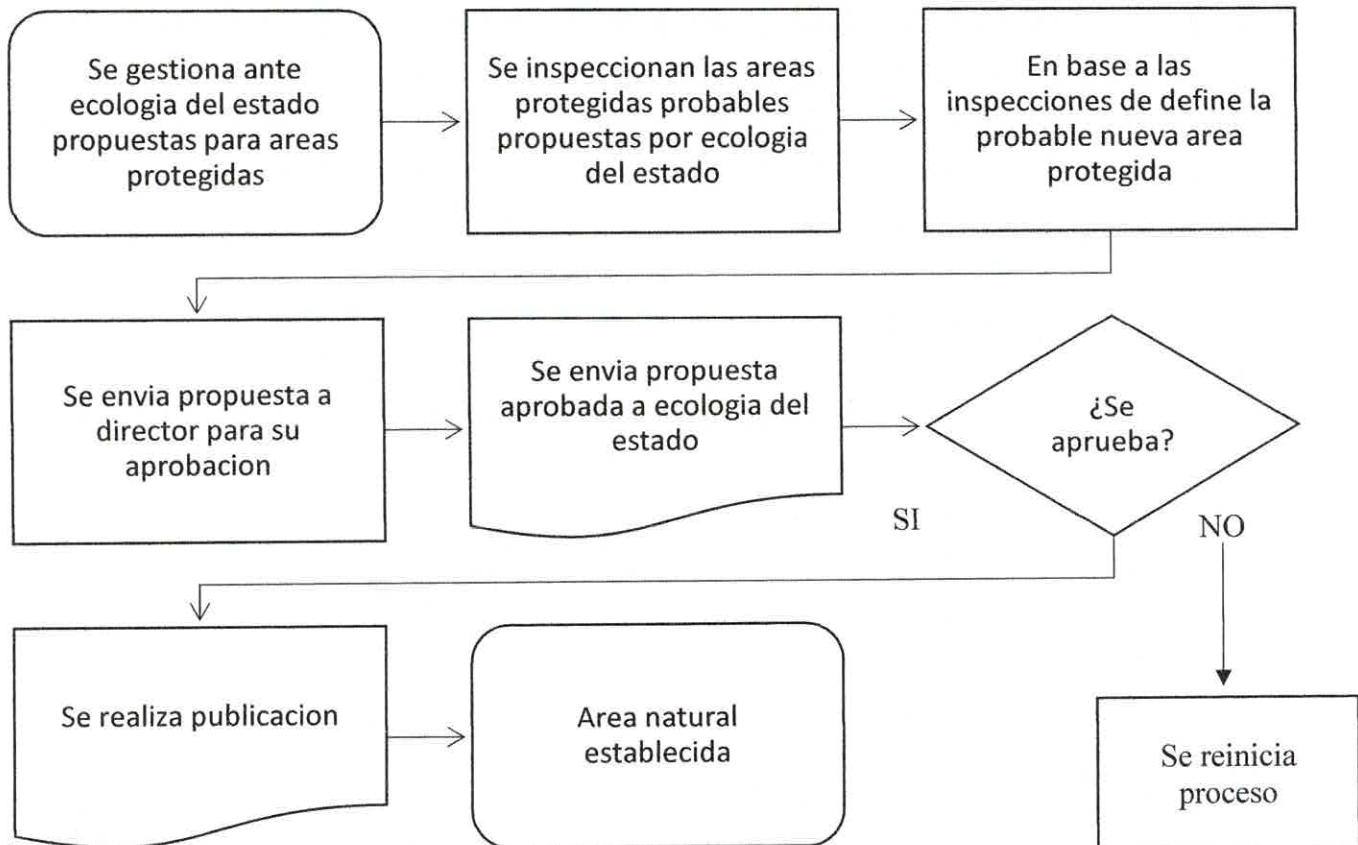 Se gestiona ante
ecologia del estado
propuestas para areas
protegidas
Se inspeccionan las areas
protegidas probables
propuestas por ecologia
del estado
En base a las
inspecciones de define la
probable nueva area
protegida
Se envia propuesta a
director para su
aprobacion
Se envia propuesta
aprobada a ecologia del
estado
¿Se
aprueba?
SI
NO
Se realiza publicacion
Area natural
establecida
Se reinicia
proceso